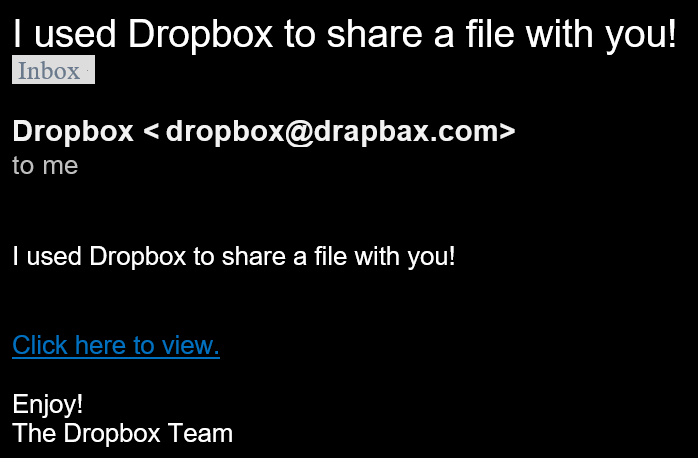 I used Dropbox to share a file with you!
Inbox
Dropbox < dropbox@drapbax.com>
to me
I used Dropbox to share a file with you!
Click here to view.
Enjoy!
The Dropbox Team